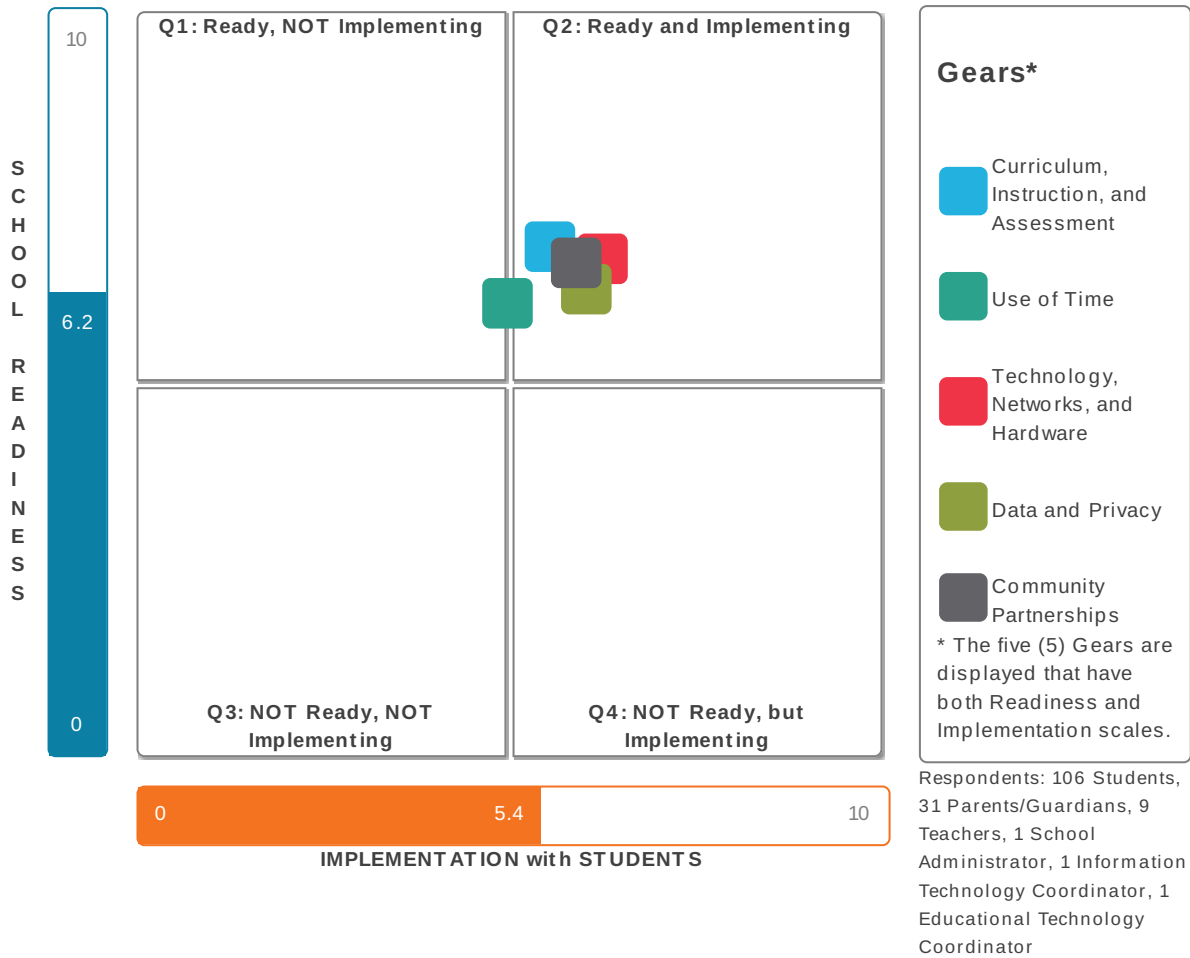 10
6.2
0
SCHOOL READINESS
Q1: Ready, NOT Implementing
Q2: Ready and Implementing
Q3: NOT Ready, NOT
Implementing
Q4: NOT Ready, but
Implementing
0 5.4 10
IMPLEMENTATION with STUDENTS
Gears*
Curriculum,
Instruction, and
Assessment
Use of Time
Technology,
Networks, and
Hardware
Data and Privacy
Community
Partnerships
* The five (5) Gears are
displayed that have
both Readiness and
Implementation scales.
Respondents: 106 Students,
31 Parents/Guardians, 9
Teachers, 1 School
Administrator, 1 Information
Technology Coordinator, 1
Educational Technology
Coordinator